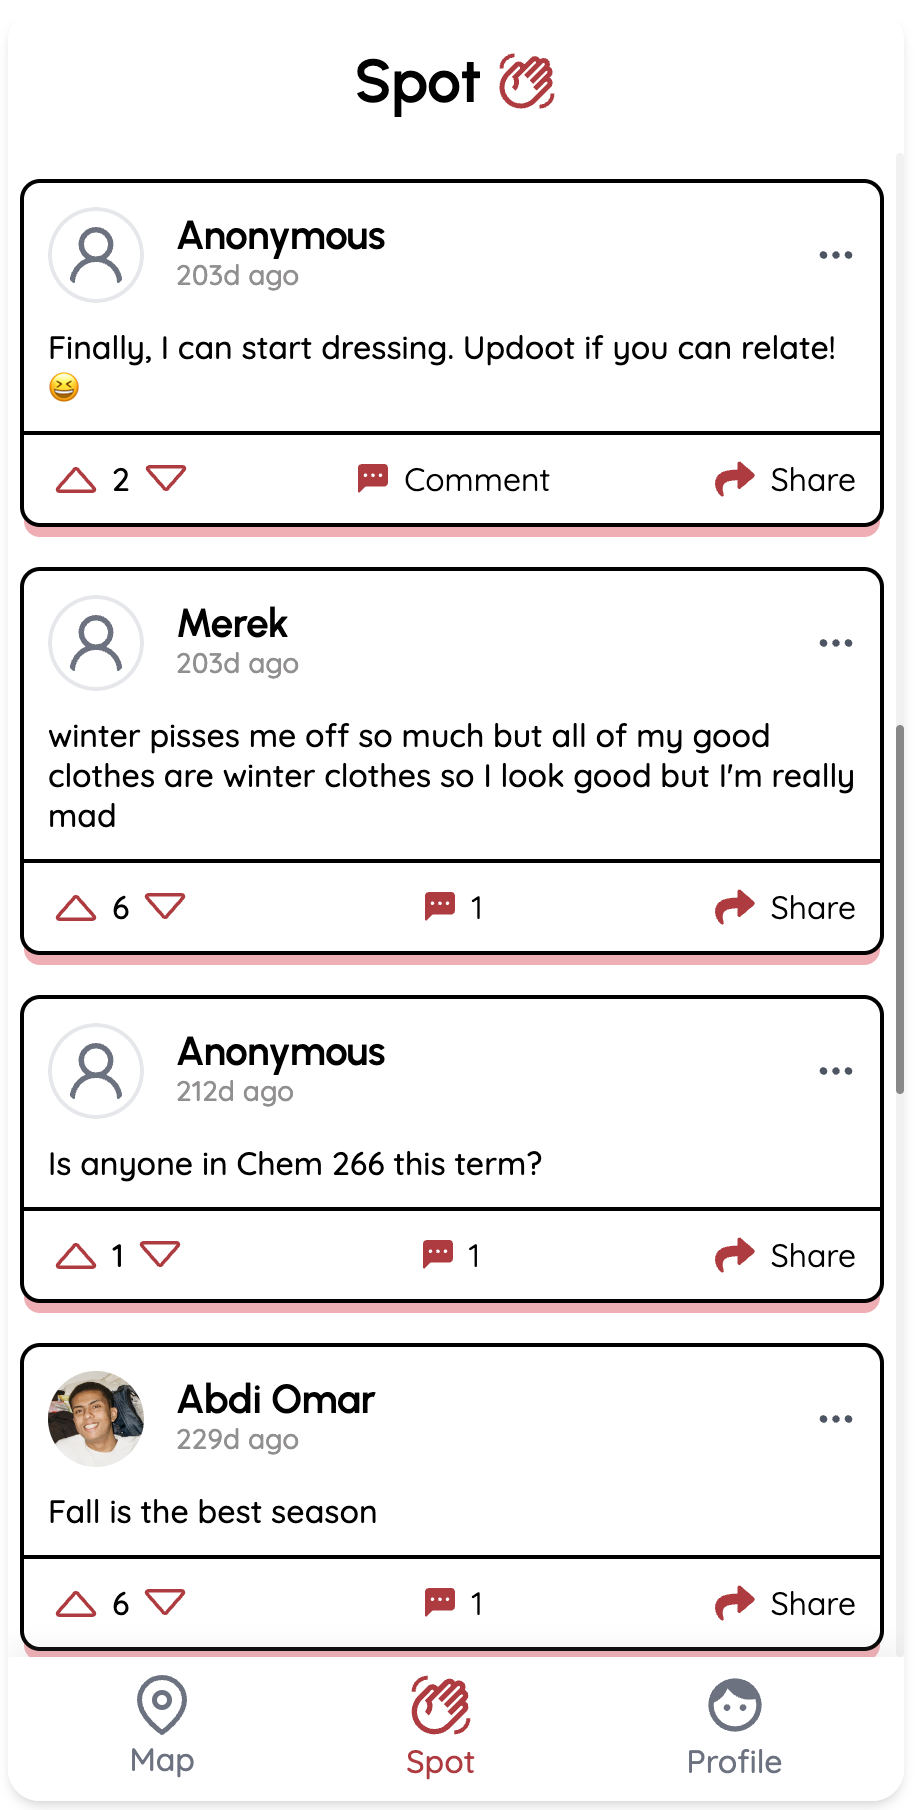 Spot
Anonymous
203d ago
Finally, I can start dressing. Updoot if you can relate!
😆
2
Comment
Share
Merek
203d ago
winter pisses me off so much but all of my good
clothes are winter clothes so I look good but I'm really
mad
6
1
Share
Anonymous
212d ago
Is anyone in Chem 266 this term?
1
1
Share
Abdi Omar
229d ago
Fall is the best season
6
1
Share
Map
Spot
Profile